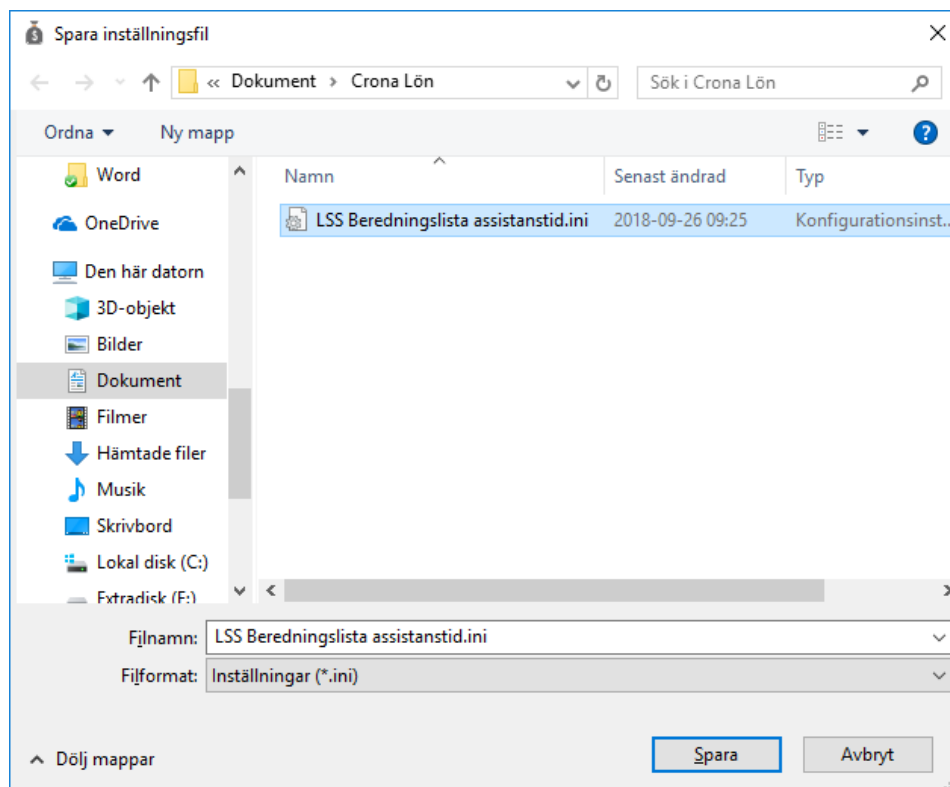 Spara inställningsfil
« Dokument › Crona Lön
Sök i Crona Lön
Ordna
Ny mapp
?
Word
OneDrive
Den här datorn
3D-objekt
Bilder
Dokument
Filmer
Hämtade filer
Musik
Skrivbord
Lokal disk (C:)
Extradisk (E:)
Namn Senast ändrad Typ
LSS Beredningslista assistanstid.ini 2018-09-26 09:25 Konfigurationsinst...
Filnamn: LSS Beredningslista assistanstid.ini
Filformat: Inställningar (*.ini)
Dölj mappar
Spara
Avbryt